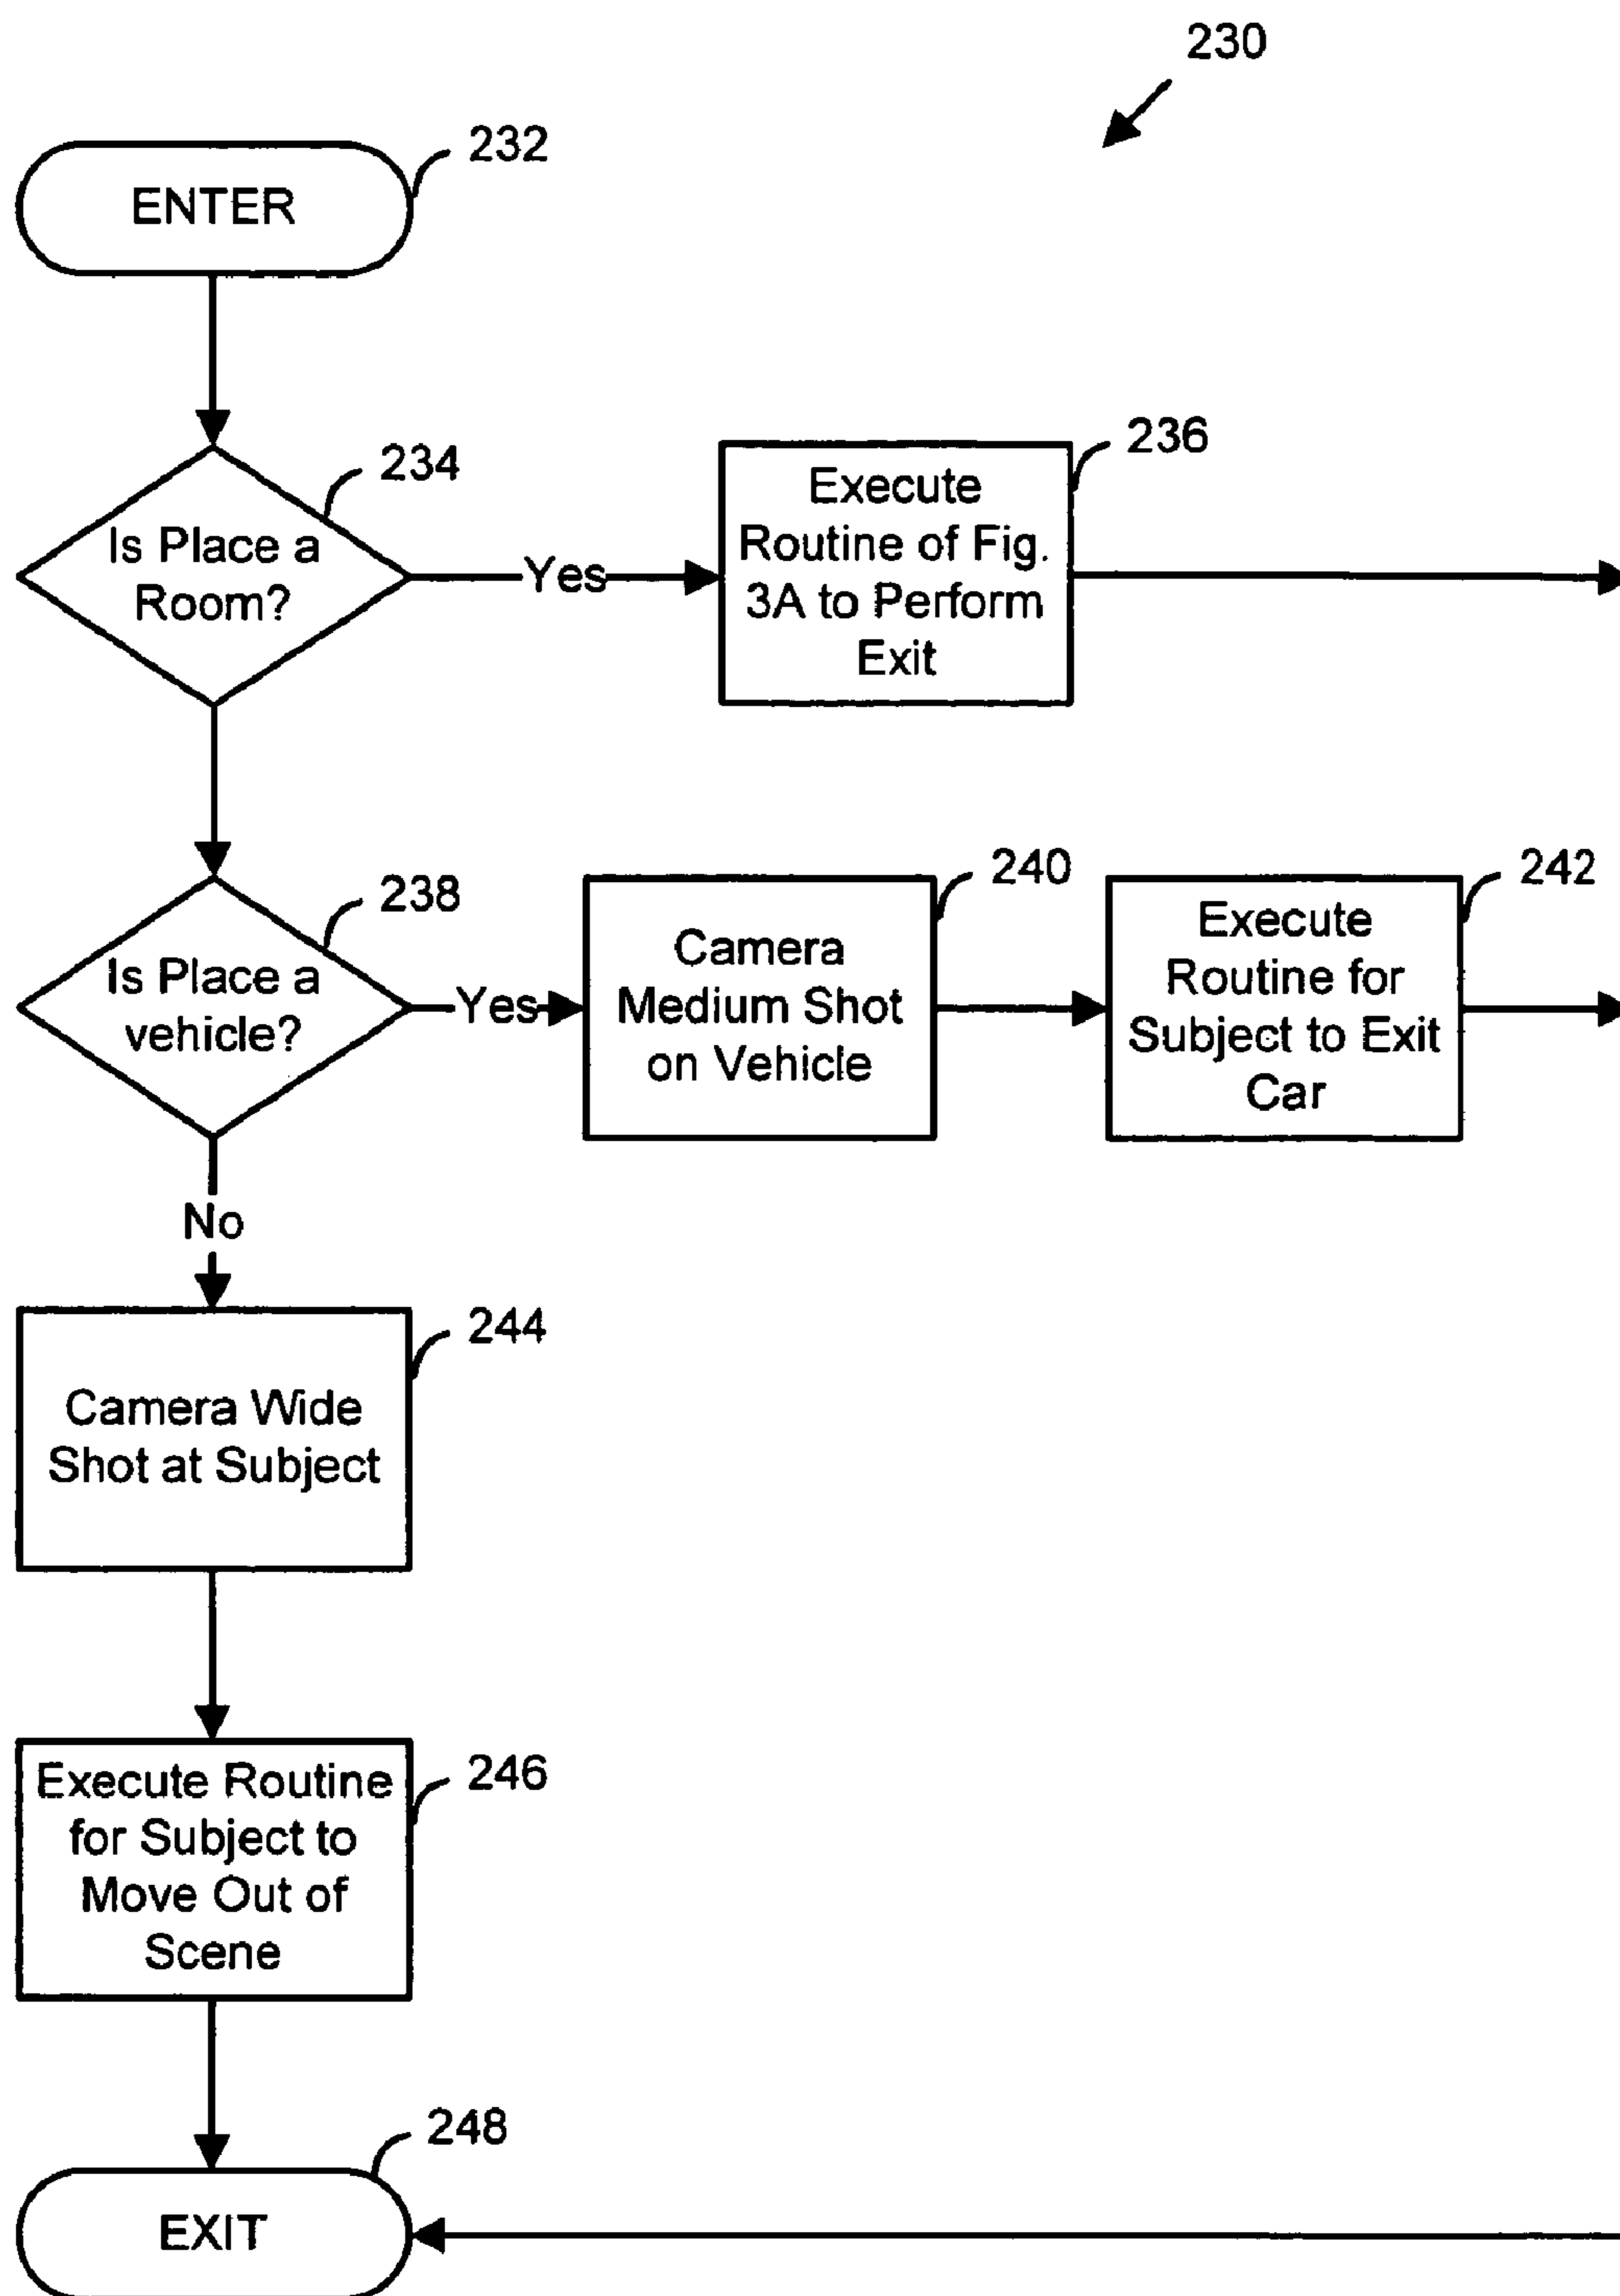 230
232
ENTER
234
Is Place a
Room?
Yes
236
Execute
Routine of Fig.
3A to Perform
Exit
238
Is Place a
vehicle?
Yes
240
Camera
Medium Shot
on Vehicle
242
Execute
Routine for
Subject to Exit
Car
No
244
Camera Wide
Shot at Subject
246
Execute Routine
for Subject to
Move Out of
Scene
248
EXIT